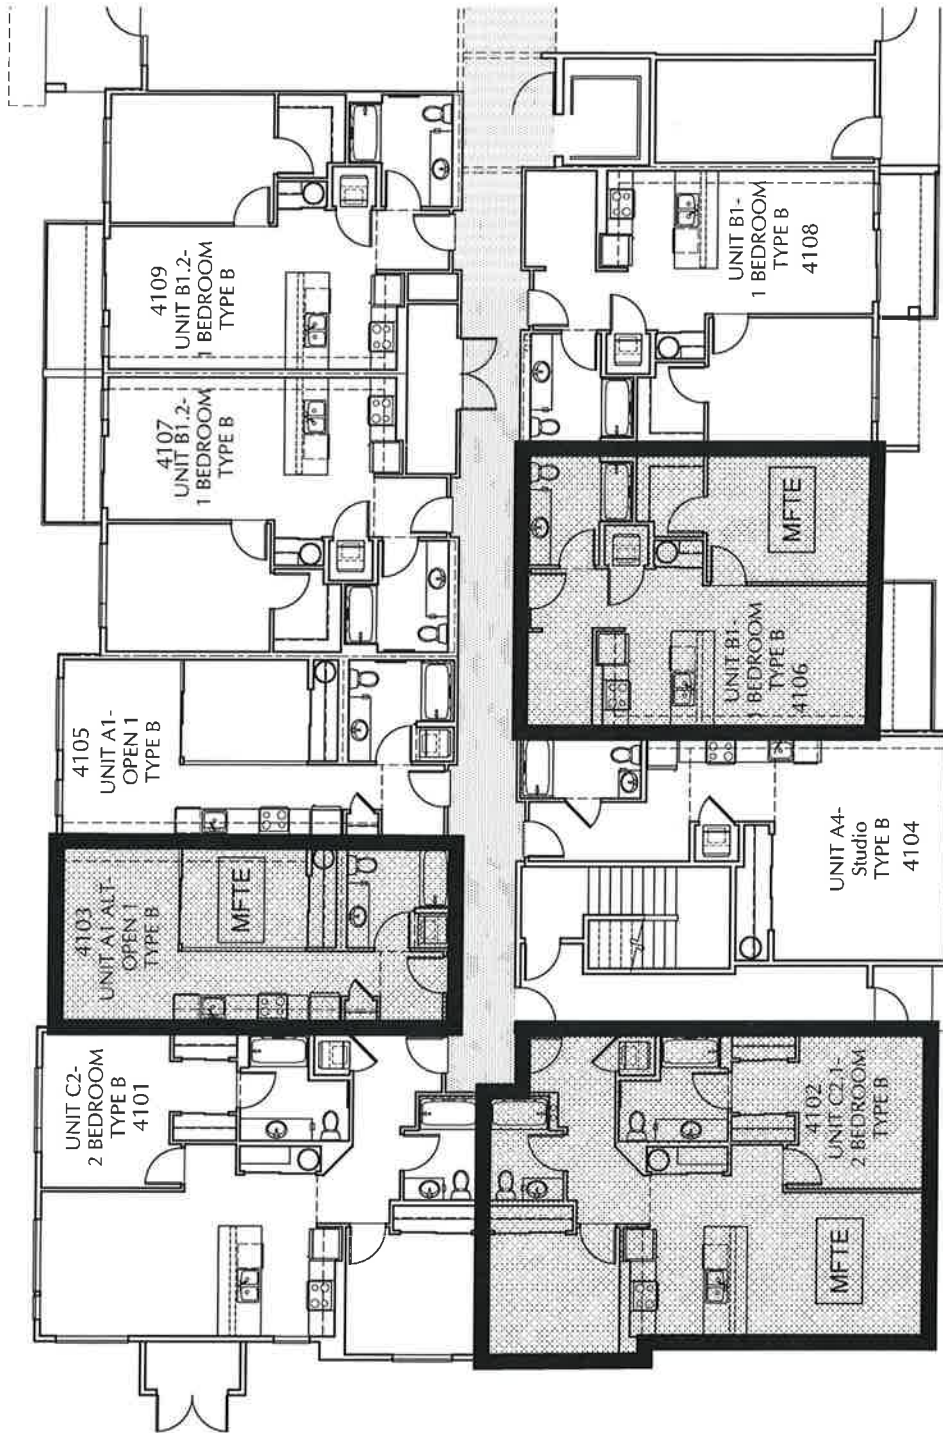 4109
UNIT B1.2-
1 BEDROOM
TYPE B
4107
UNIT B1.2-
1 BEDROOM
TYPE B
4105
UNIT A1-
OPEN 1
TYPE B
4103
UNIT A1 ALT-
OPEN 1
TYPE B
MFTE
UNIT C2-
2 BEDROOM
TYPE B
4101
UNIT B1-
1 BEDROOM
TYPE B
4108
MFTE
UNIT B1-
1 BEDROOM
TYPE B
4106
UNIT A4-
Studio
TYPE B
4104
4102
UNIT C2.1-
2 BEDROOM
TYPE B
MFTE